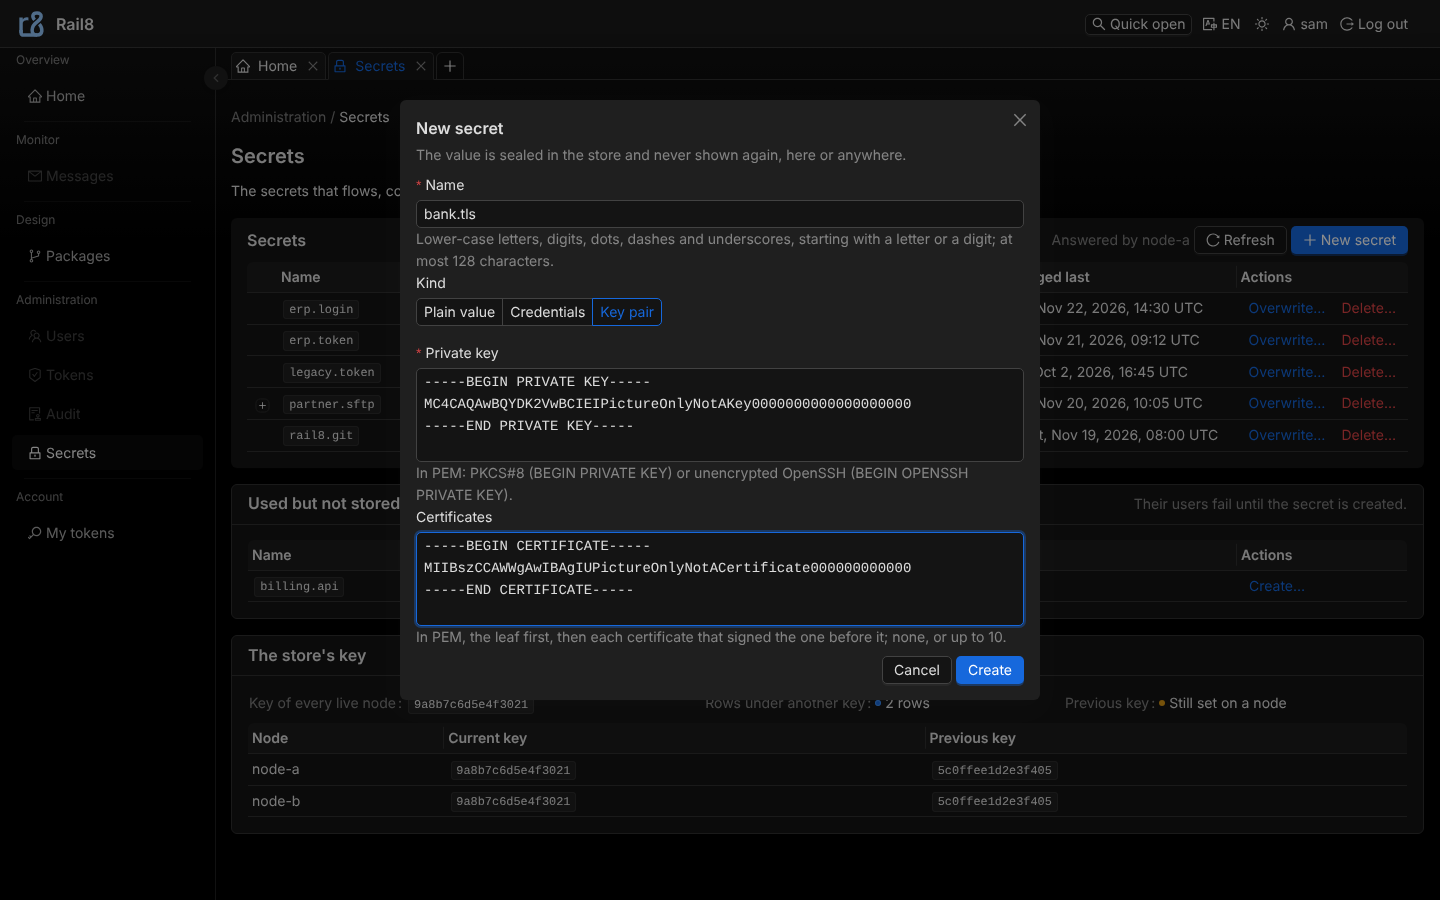 Rail8
Quick open
EN
sam
Log out
Overview
Home
Monitor
Messages
Design
Packages
Administration
Users
Tokens
Audit
Secrets
Account
My tokens
Home
Secrets
Administration / Secrets
Secrets
The secrets that flows, co
Secrets
Answered by node-a
Refresh
New secret
Name
ged last
Actions
erp.login
Nov 22, 2026, 14:30 UTC
Overwrite...
Delete...
erp.token
Nov 21, 2026, 09:12 UTC
Overwrite...
Delete...
legacy.token
Oct 2, 2026, 16:45 UTC
Overwrite...
Delete...
partner.sftp
Nov 20, 2026, 10:05 UTC
Overwrite...
Delete...
rail8.git
t, Nov 19, 2026, 08:00 UTC
Overwrite...
Delete...
Used but not stored
Their users fail until the secret is created.
Name
Actions
billing.api
Create...
The store's key
Key of every live node: 9a8b7c6d5e4f3021
Rows under another key: 2 rows
Previous key: Still set on a node
Node
Current key
Previous key
node-a
9a8b7c6d5e4f3021
5c0ffee1d2e3f405
node-b
9a8b7c6d5e4f3021
5c0ffee1d2e3f405
New secret
The value is sealed in the store and never shown again, here or anywhere.
* Name
bank.tls
Lower-case letters, digits, dots, dashes and underscores, starting with a letter or a digit; at
most 128 characters.
Kind
Plain value
Credentials
Key pair
* Private key
-----BEGIN PRIVATE KEY-----
MC4CAQAwBQYDK2VwBCIEIPictureOnlyNotAKey0000000000000000000
-----END PRIVATE KEY-----
In PEM: PKCS#8 (BEGIN PRIVATE KEY) or unencrypted OpenSSH (BEGIN OPENSSH
PRIVATE KEY).
Certificates
-----BEGIN CERTIFICATE-----
MIIBszCCAWWgAwIBAgIUPictureOnlyNotACertificate000000000000
-----END CERTIFICATE-----
In PEM, the leaf first, then each certificate that signed the one before it; none, or up to 10.
Cancel
Create